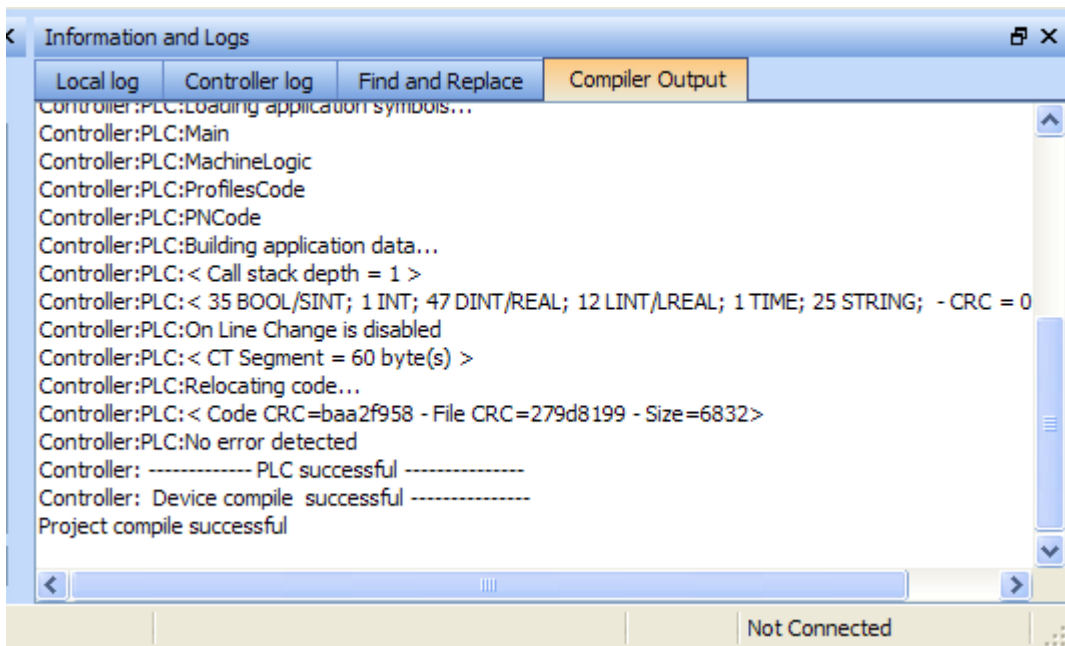 Information and Logs
Local log Controller log Find and Replace Compiler Output
Controller:PLC:Loading application symbols...
Controller:PLC:Main
Controller:PLC:MachineLogic
Controller:PLC:ProfilesCode
Controller:PLC:PNCode
Controller:PLC:Building application data...
Controller:PLC:< Call stack depth = 1 >
Controller:PLC:< 35 BOOL/SINT; 1 INT; 47 DINT/REAL; 12 LINT/LREAL; 1 TIME; 25 STRING;  - CRC = 0
Controller:PLC:On Line Change is disabled
Controller:PLC:< CT Segment = 60 byte(s) >
Controller:PLC:Relocating code...
Controller:PLC:< Code CRC=baa2f958 - File CRC=279d8199 - Size=6832>
Controller:PLC:No error detected
Controller: ------------- PLC successful ---------------
Controller:  Device compile  successful ---------------
Project compile successful
Not Connected